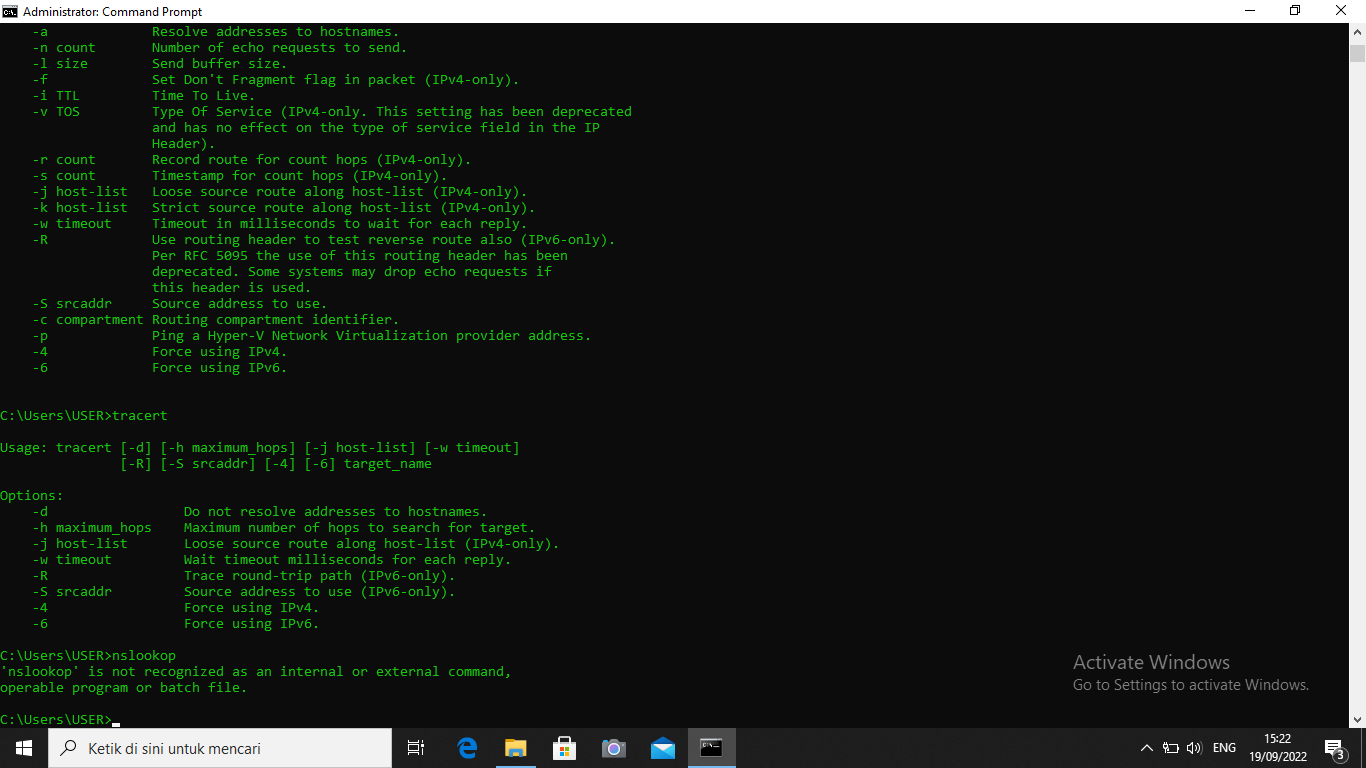 Administrator: Command Prompt
-a Resolve addresses to hostnames.
-n count Number of echo requests to send.
-l size Send buffer size.
-f Set Don't Fragment flag in packet (IPv4-only).
-i TTL Time To Live.
-v TOS Type Of Service (IPv4-only. This setting has been deprecated
and has no effect on the type of service field in the IP
Header).
-r count Record route for count hops (IPv4-only).
-s count Timestamp for count hops (IPv4-only).
-j host-list Loose source route along host-list (IPv4-only).
-k host-list Strict source route along host-list (IPv4-only).
-w timeout Timeout in milliseconds to wait for each reply.
-R Use routing header to test reverse route also (IPv6-only).
Per RFC 5095 the use of this routing header has been
deprecated. Some systems may drop echo requests if
this header is used.
-S srcaddr Source address to use.
-c compartment Routing compartment identifier.
-p Ping a Hyper-V Network Virtualization provider address.
-4 Force using IPv4.
-6 Force using IPv6.
C:\Users\USER>tracert
Usage: tracert [-d] [-h maximum_hops] [-j host-list] [-w timeout]
[-R] [-S srcaddr] [-4] [-6] target_name
Options:
-d Do not resolve addresses to hostnames.
-h maximum_hops Maximum number of hops to search for target.
-j host-list Loose source route along host-list (IPv4-only).
-w timeout Wait timeout milliseconds for each reply.
-R Trace round-trip path (IPv6-only).
-S srcaddr Source address to use (IPv6-only).
-4 Force using IPv4.
-6 Force using IPv6.
C:\Users\USER>nslookop
'nslookop' is not recognized as an internal or external command,
operable program or batch file.
C:\Users\USER>
Activate Windows
Go to Settings to activate Windows.
Ketik di sini untuk mencari
ENG
15:22
19/09/2022
3